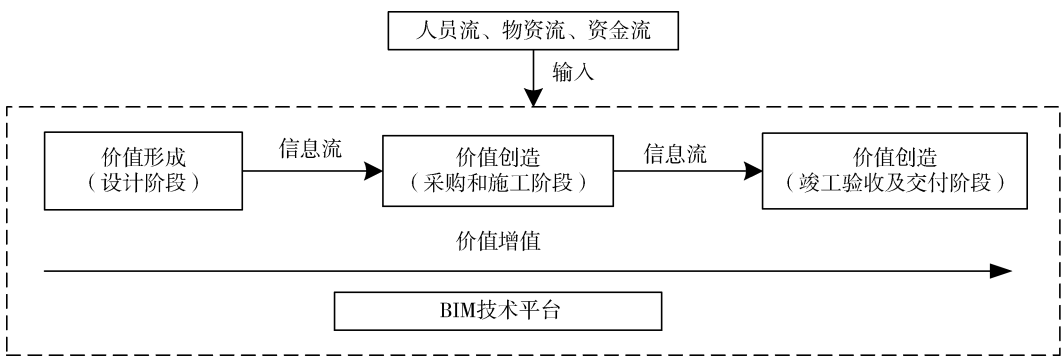 人员流、物资流、资金流
输入
价值形成
（设计阶段）
信息流
价值创造
（采购和施工阶段）
信息流
价值创造
（竣工验收及交付阶段）
价值增值
BIM技术平台